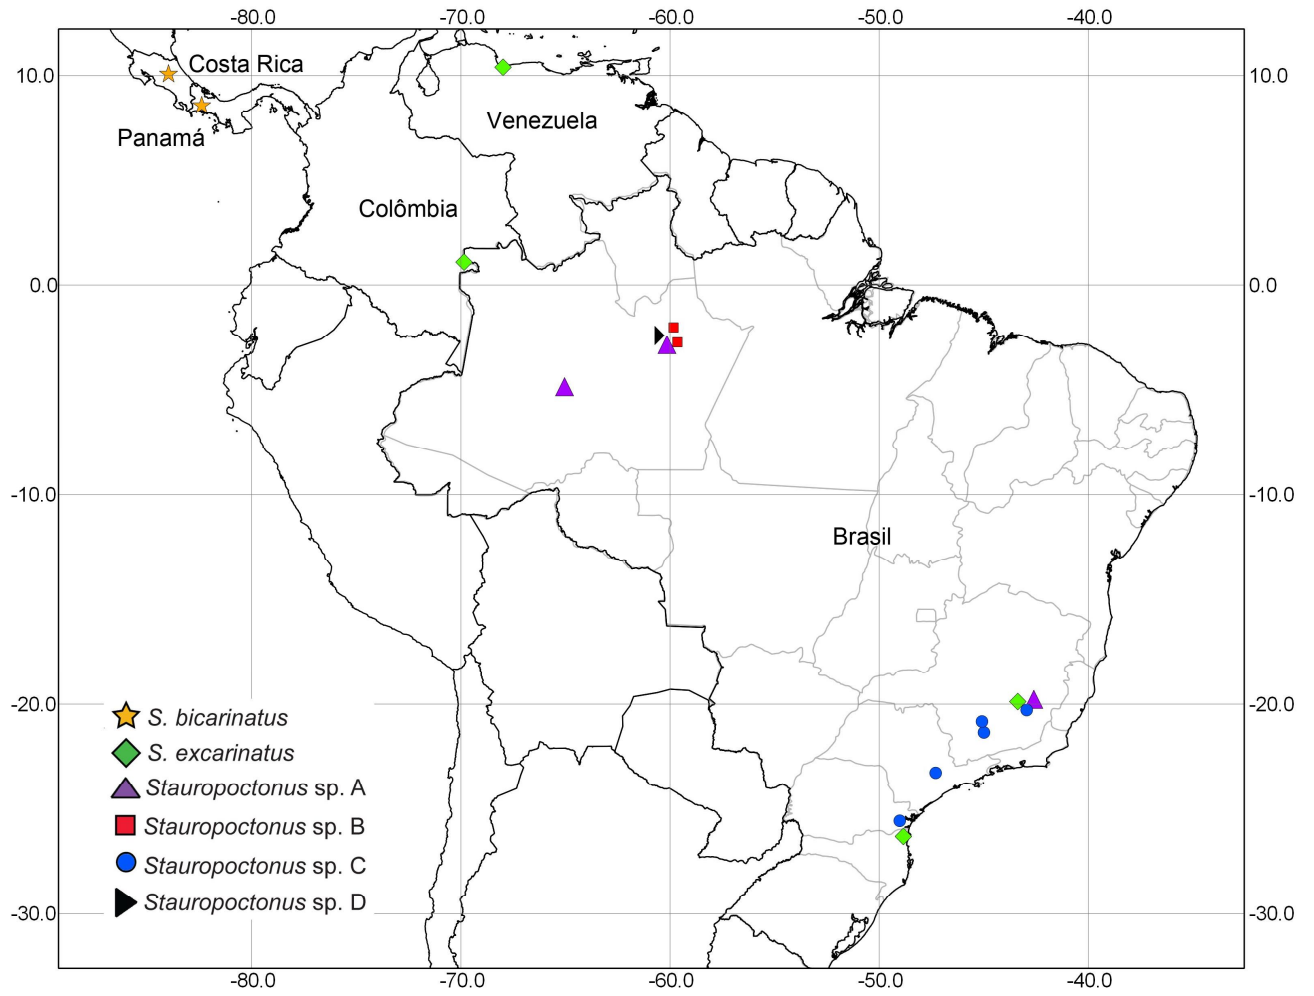 -80.0 -70.0 -60.0 -50.0 -40.0
Costa Rica
10.0 10.0
Venezuela
Panamá
Colômbia
0.0 0.0
-10.0 -10.0
Brasil
-20.0 -20.0
S. bicarinatus
S. excarinatus
Stauropoctonus sp. A
Stauropoctonus sp. B
Stauropoctonus sp. C
Stauropoctonus sp. D
-30.0 -30.0
-80.0 -70.0 -60.0 -50.0 -40.0